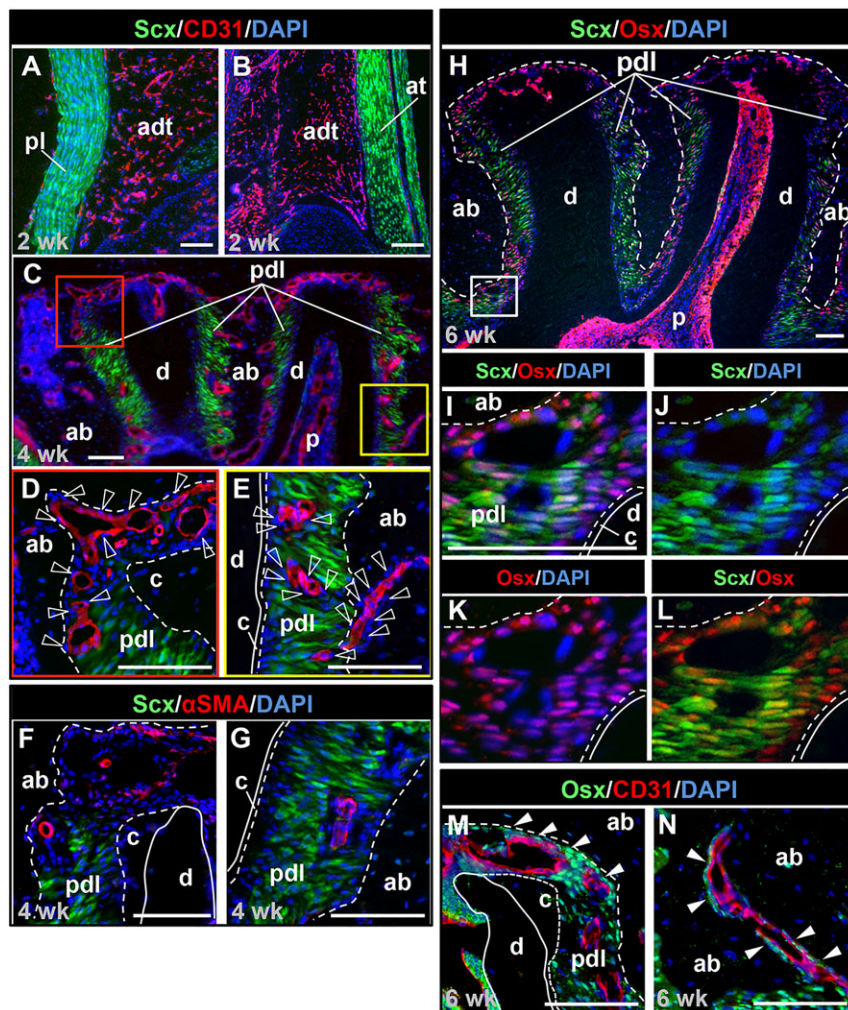 Scx/CD31/DAPI
A
B
adt
adt
at
pl
2 wk
2 wk
C
pdl
d
ab
d
ab
p
4 wk
D
E
ab
ab
d
c
c
pdl
pdl
Scx/αSMA/DAPI
F
G
ab
c
c
d
pdl
pdl
ab
4 wk
4 wk
Scx/Osx/DAPI
H
pdl
ab
d
d
ab
p
6 wk
Scx/Osx/DAPI
Scx/DAPI
I
ab
J
pdl
d
c
Osx/DAPI
Scx/Osx
K
L
Osx/CD31/DAPI
M
ab
N
ab
c
d
pdl
ab
6 wk
6 wk